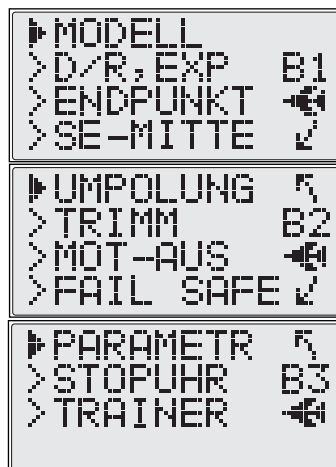 MODELL
>D/R,EXP B1
>ENDPUNKT
>SE-MITTE
UMPOLUNG
>TRIMM B2
>MOT-AUS
>FAIL SAFE
PARAMETR
>STOPUHR B3
>TRAINER